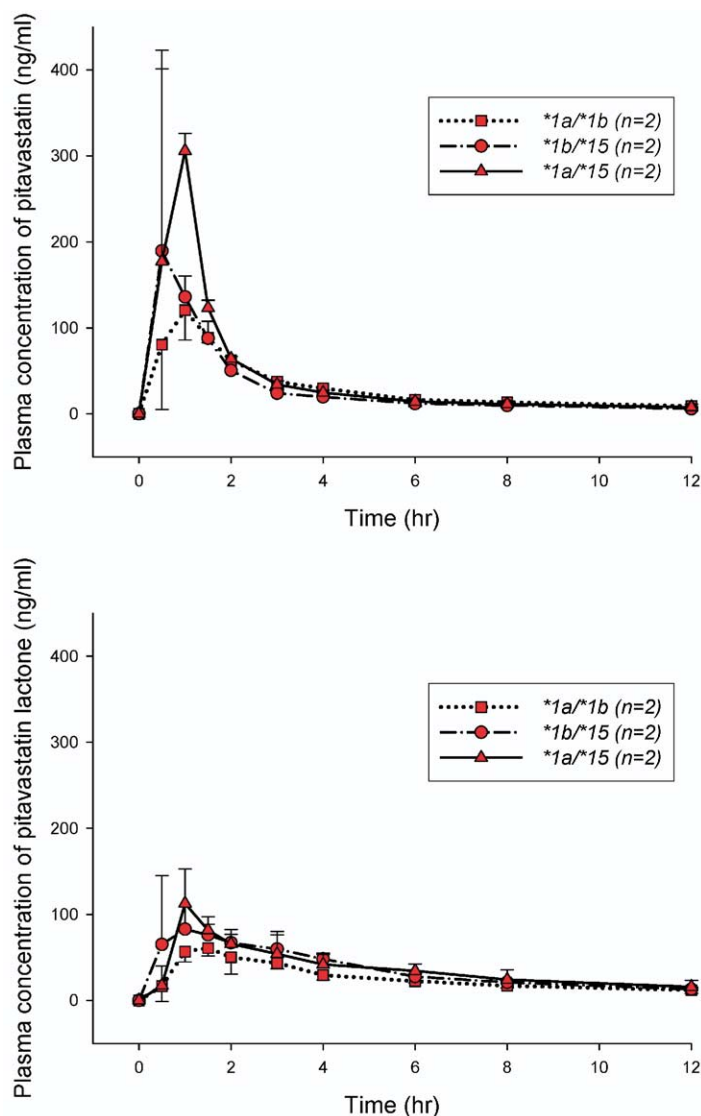 Plasma concentration of pitavastatin (ng/ml)
400
300
200
100
0
*1a/*1b (n=2)
*1b/*15 (n=2)
*1a/*15 (n=2)
0 2 4 6 8 10 12
Time (hr)
Plasma concentration of pitavastatin lactone (ng/ml)
400
300
200
100
0
*1a/*1b (n=2)
*1b/*15 (n=2)
*1a/*15 (n=2)
0 2 4 6 8 10 12
Time (hr)